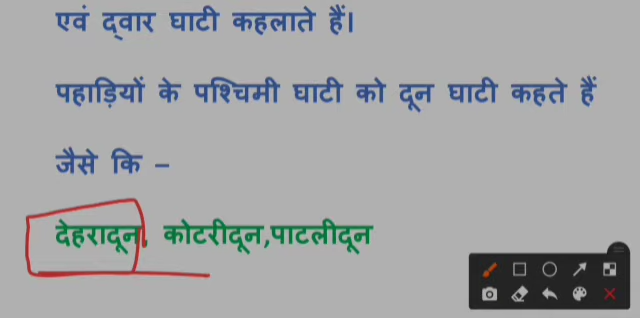 एवं द्वार घाटी कहलाते हैं।
पहाड़ियों के पश्चिमी घाटी को दून घाटी कहते हैं
जैसे कि –
देहरादून, कोटरीदून,पाटलीदून